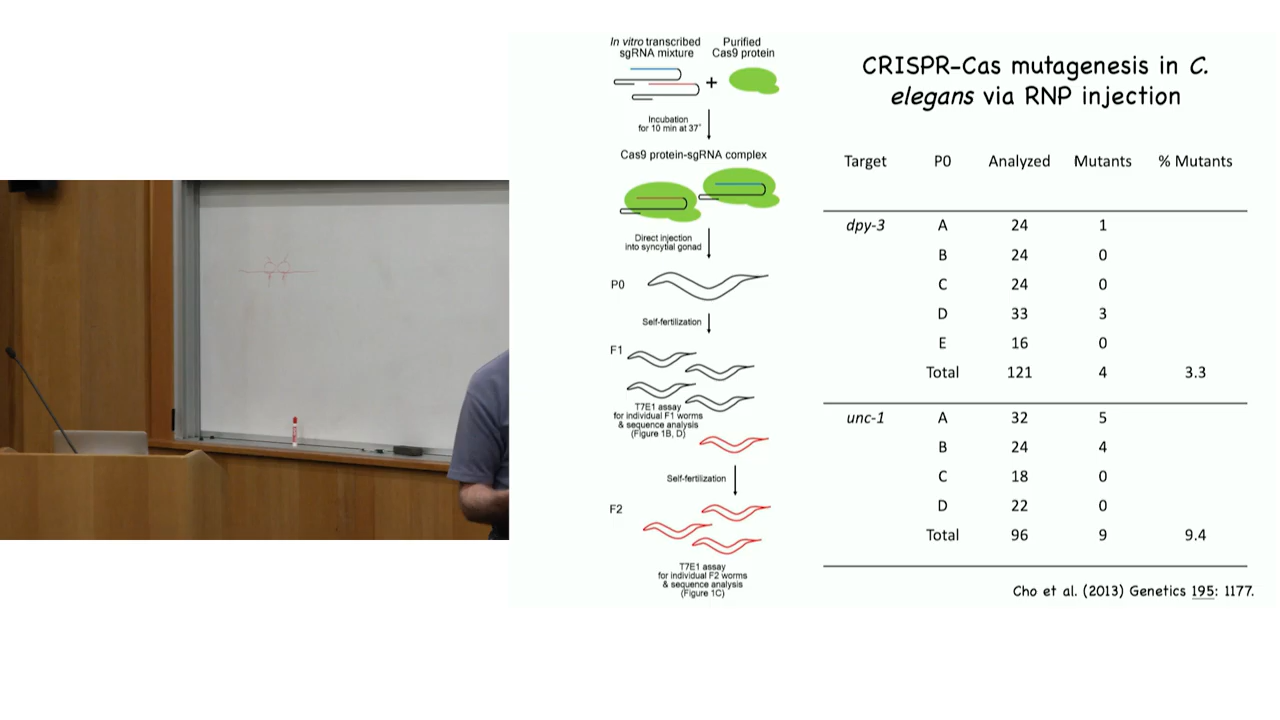 In vitro transcribed
sgRNA mixture
Purified
Cas9 protein
+
Incubation
for 10 min at 37°
Cas9 protein-sgRNA complex
Direct injection
into syncytial gonad
P0
Self-fertilization
F1
T7E1 assay
for individual F1 worms
& sequence analysis
(Figure 1B, D)
Self-fertilization
F2
T7E1 assay
for individual F2 worms
& sequence analysis
(Figure 1C)
CRISPR-Cas mutagenesis in C.
elegans via RNP injection
Target P0 Analyzed Mutants % Mutants
dpy-3 A 24 1
B 24 0
C 24 0
D 33 3
E 16 0
Total 121 4 3.3
unc-1 A 32 5
B 24 4
C 18 0
D 22 0
Total 96 9 9.4
Cho et al. (2013) Genetics 195: 1177.